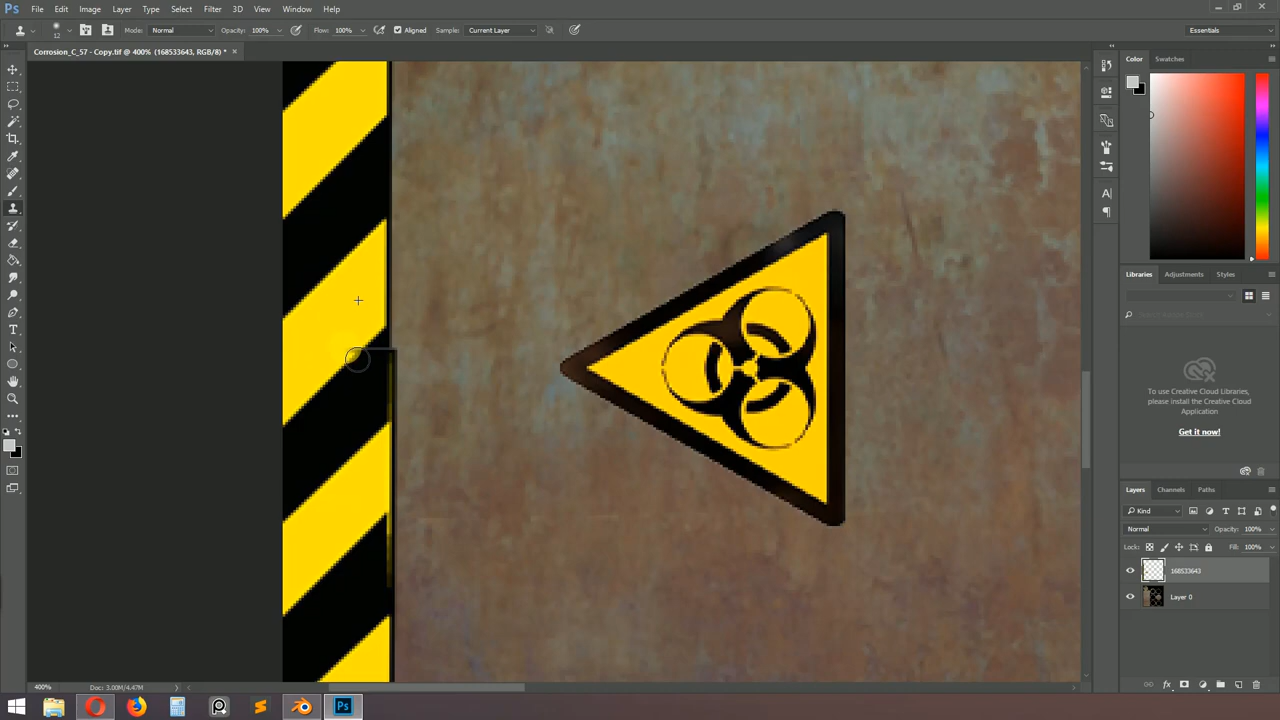 Ps File Edit Image Layer Type Select Filter 3D View Window Help
12 Mode: Normal Opacity: 100% Flow: 100% Aligned Sample: Current Layer Essentials
Corrosion_C_57 - Copy.tif @ 400% (168533643, RGB/8) * ×
Color Swatches
Libraries Adjustments Styles
To use Creative Cloud Libraries,
please install the Creative Cloud
Application
Get it now!
Layers Channels Paths
Kind
Normal Opacity: 100%
Lock: Fill: 100%
168533643
Layer 0
400% Doc: 3.00M/4.47M
Ps